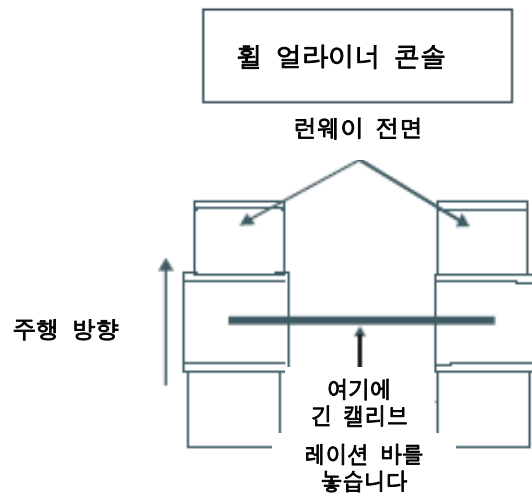 휠 얼라이너 콘솔
런웨이 전면
주행 방향
여기에
긴 캘리브
레이션 바를
놓습니다